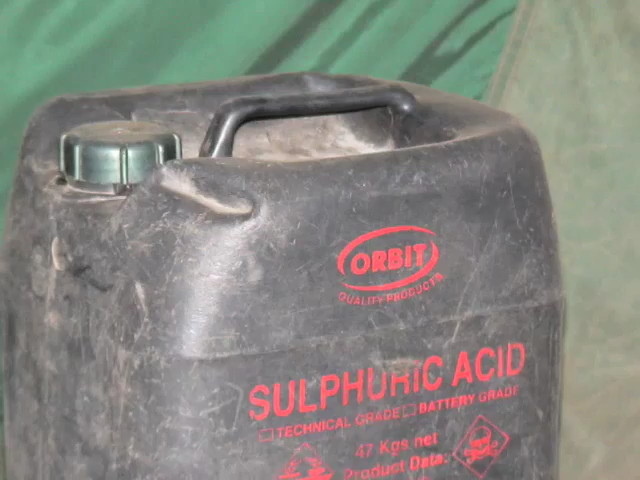 ORBIT
QUALITY PRODUCTS
SULPHURIC ACID
TECHNICAL GRADE BATTERY GRADE
47 Kgs net
Product Data: